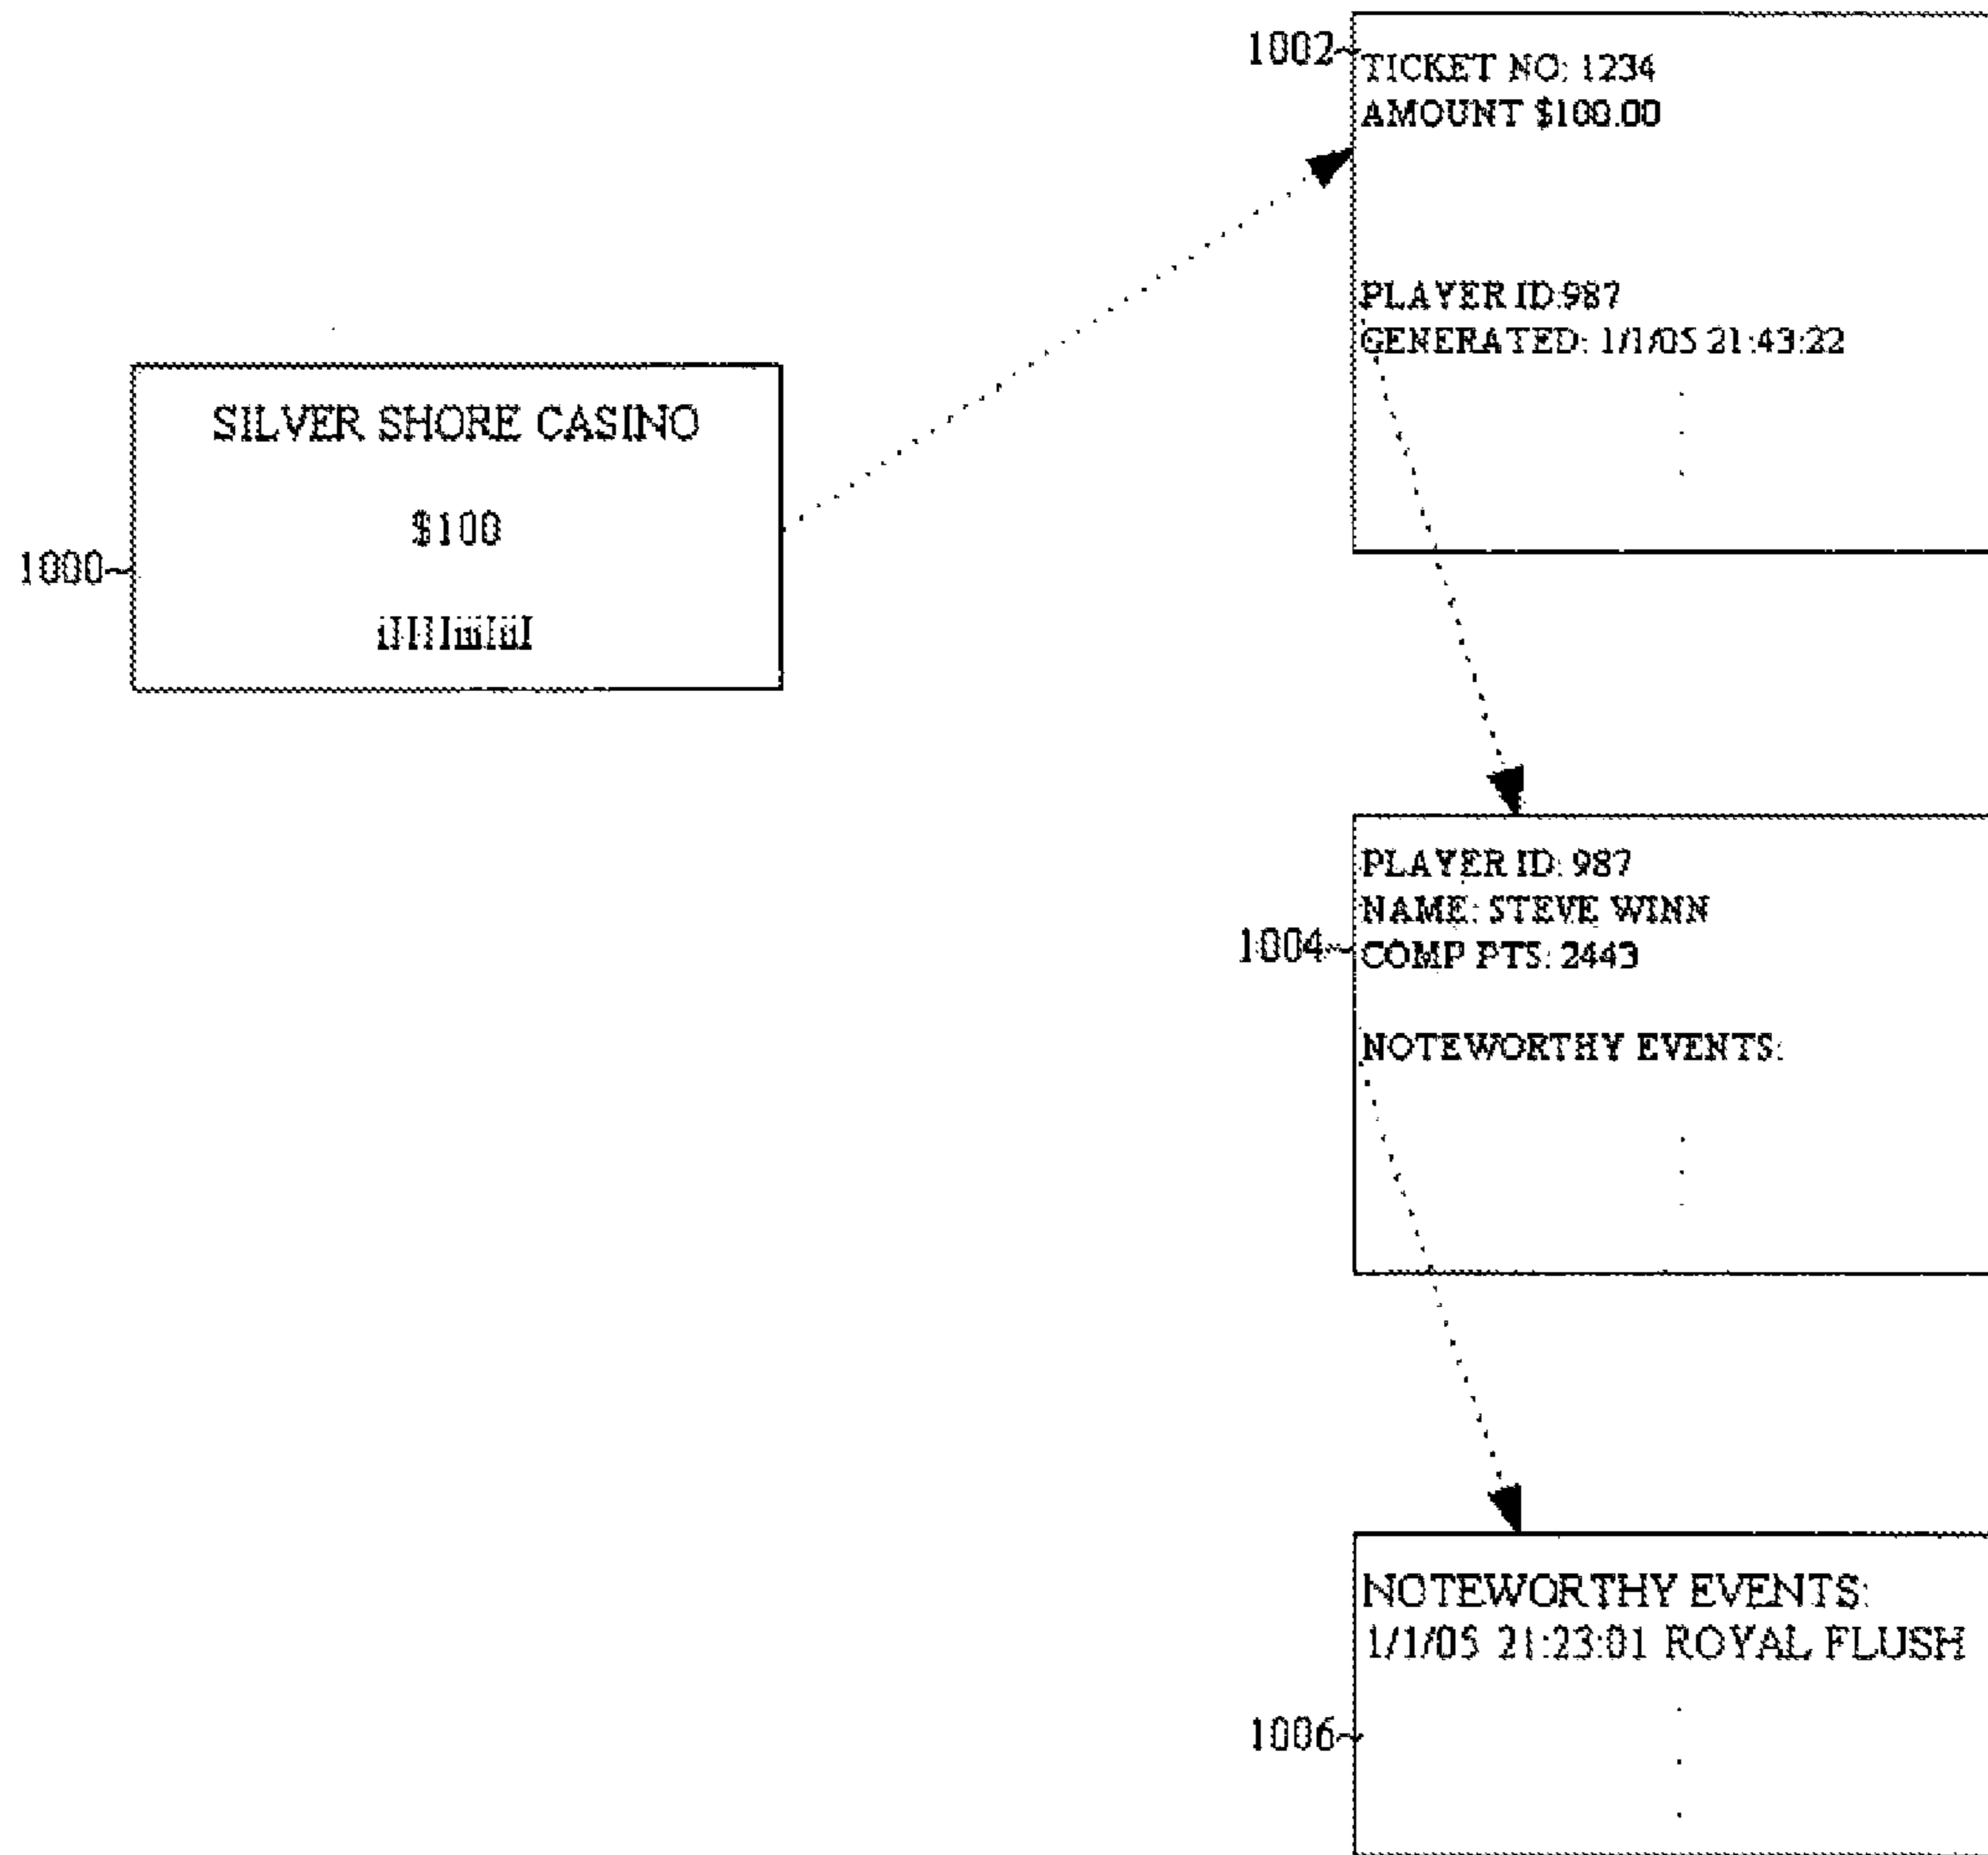 1002
TICKET NO: 1234
AMOUNT $100.00
PLAYER ID:987
GENERATED: 1/1/05 21:43:22
SILVER SHORE CASINO
$100
1000
PLAYER ID: 987
NAME: STEVE WINN
1004
COMP PTS: 2443
NOTEWORTHY EVENTS:
NOTEWORTHY EVENTS:
1/1/05 21:23:01 ROYAL FLUSH
1006